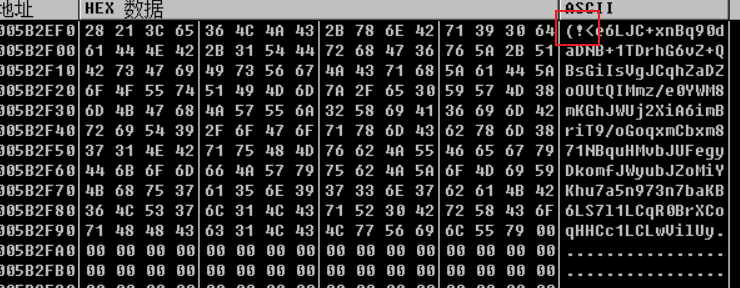 地址 HEX 数据 ASCII
005B2EF0 28 21 3C 65 36 4C 4A 43 2B 78 6E 42 71 39 30 64 (!<e6LJC+xnBq90d
005B2F00 61 44 4E 42 2B 31 54 44 72 68 47 36 76 5A 2B 51 aDNB+1TDrhG6vZ+Q
005B2F10 42 73 47 69 49 73 56 67 4A 43 71 68 5A 61 44 5A BsGiIsVgJCqhZaDZ
005B2F20 6F 4F 55 74 51 49 4D 6D 7A 2F 65 30 59 57 4D 38 oOUtQIMmz/e0YWM8
005B2F30 6D 4B 47 68 4A 57 55 6A 32 58 69 41 36 69 6D 42 mKGhJWUj2XiA6imB
005B2F40 72 69 54 39 2F 6F 47 6F 71 78 6D 43 62 78 6D 38 riT9/oGoqxmCbxm8
005B2F50 37 31 4E 42 71 75 48 4D 76 62 4A 55 46 65 67 79 71NBquHMvbJUFegy
005B2F60 44 6B 6F 6D 66 4A 57 79 75 62 4A 5A 6F 4D 69 59 DkomfJWyubJZoMiY
005B2F70 4B 68 75 37 61 35 6E 39 37 33 6E 37 62 61 4B 42 Khu7a5n973n7baKB
005B2F80 36 4C 53 37 6C 31 4C 43 71 52 30 42 72 58 43 6F 6LS7l1LCqR0BrXCo
005B2F90 71 48 48 43 63 31 4C 43 4C 77 56 69 6C 55 79 00 qHHCc1LCLwVilUy.
005B2FA0 00 00 00 00 00 00 00 00 00 00 00 00 00 00 00 00 ................
005B2FB0 00 00 00 00 00 00 00 00 00 00 00 00 00 00 00 00 ................